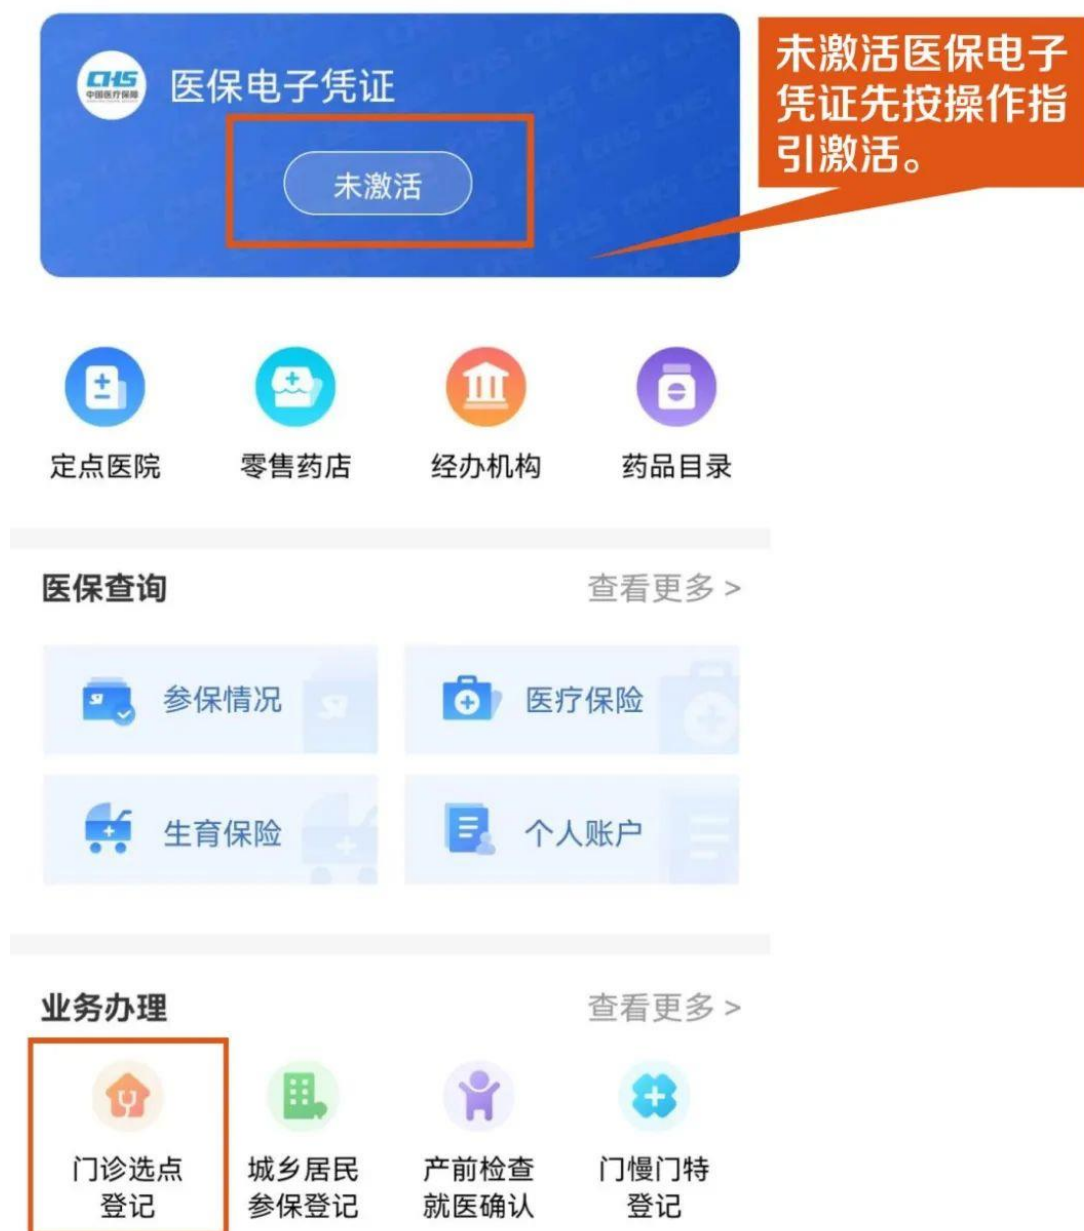 CHS
中国医疗保障
医保电子凭证
未激活
未激活医保电子
凭证先按操作指
引激活。
定点医院
零售药店
经办机构
药品目录
医保查询
查看更多 >
参保情况
医疗保险
生育保险
个人账户
业务办理
查看更多 >
门诊选点
登记
城乡居民
参保登记
产前检查
就医确认
门慢门特
登记